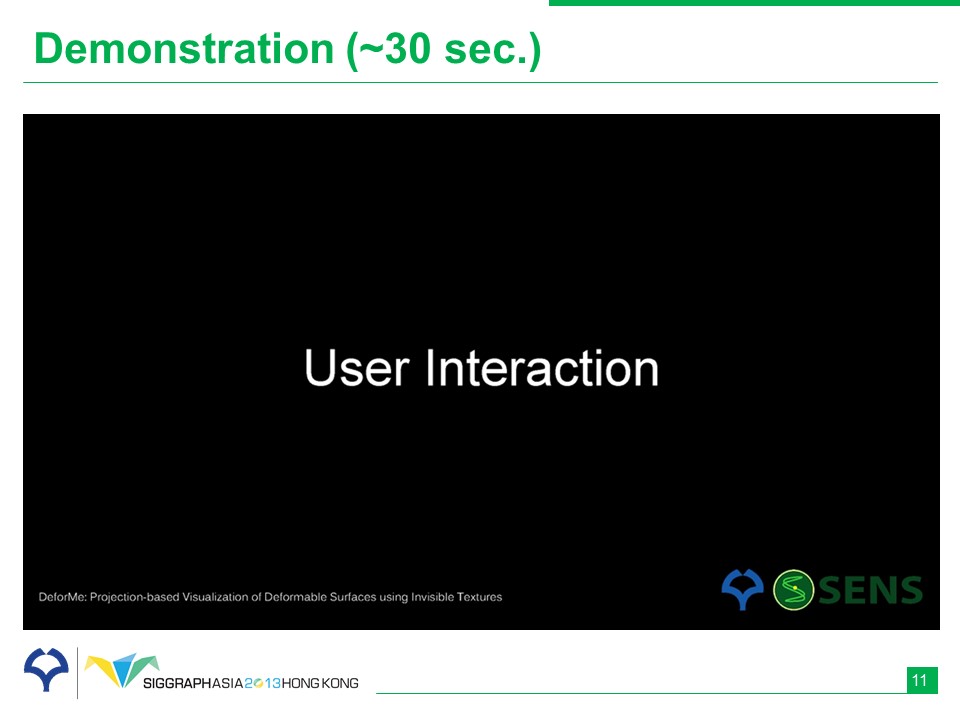 Demonstration (~30 sec.)
User Interaction
DeforMe: Projection-based Visualization of Deformable Surfaces using Invisible Textures
SENS
SIGGRAPHASIA2013HONG KONG
11